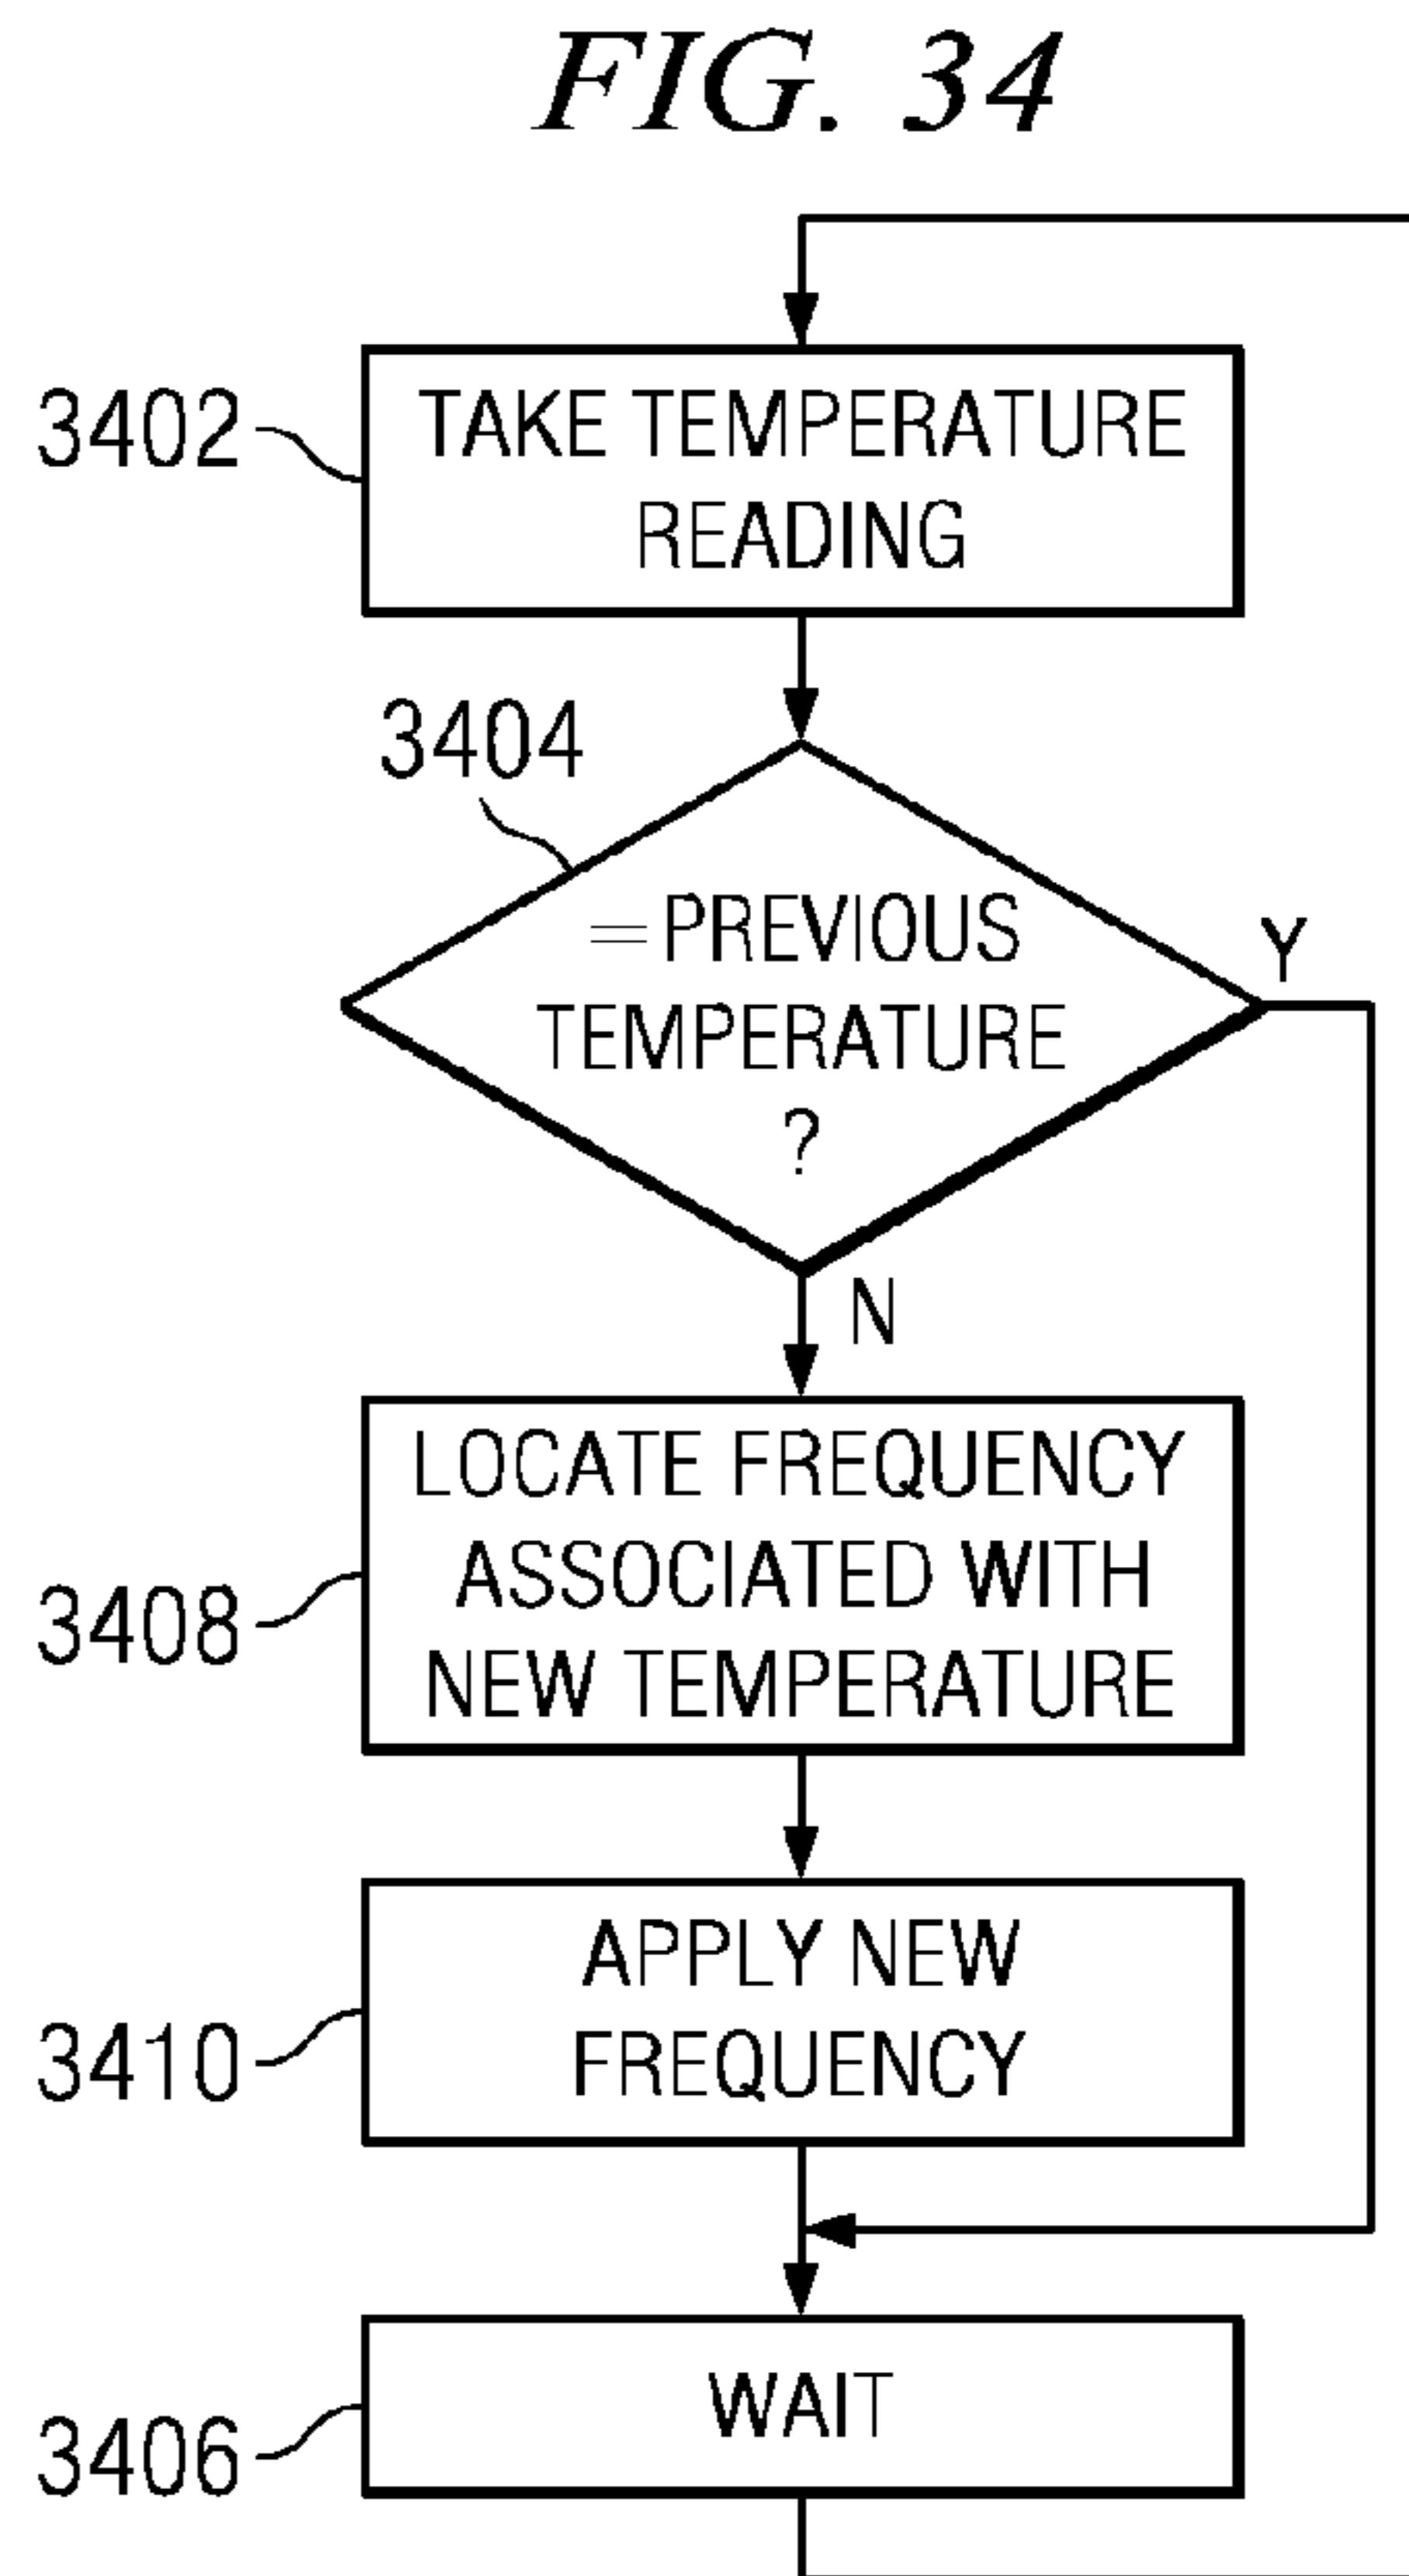 FIG. 34
3402
TAKE TEMPERATURE
READING
3404
=PREVIOUS
TEMPERATURE
?
Y
N
3408
LOCATE FREQUENCY
ASSOCIATED WITH
NEW TEMPERATURE
3410
APPLY NEW
FREQUENCY
3406
WAIT